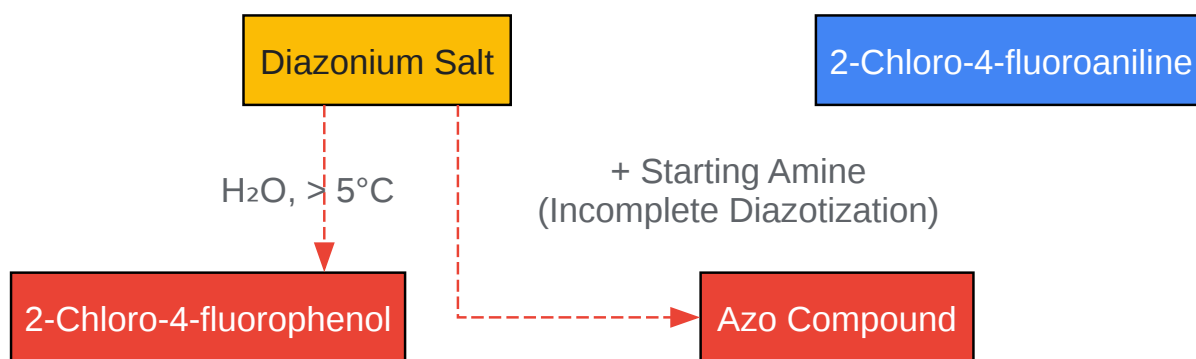 Diazonium Salt
2-Chloro-4-fluoroaniline
H₂O, > 5°C
+ Starting Amine
(Incomplete Diazotization)
2-Chloro-4-fluorophenol
Azo Compound